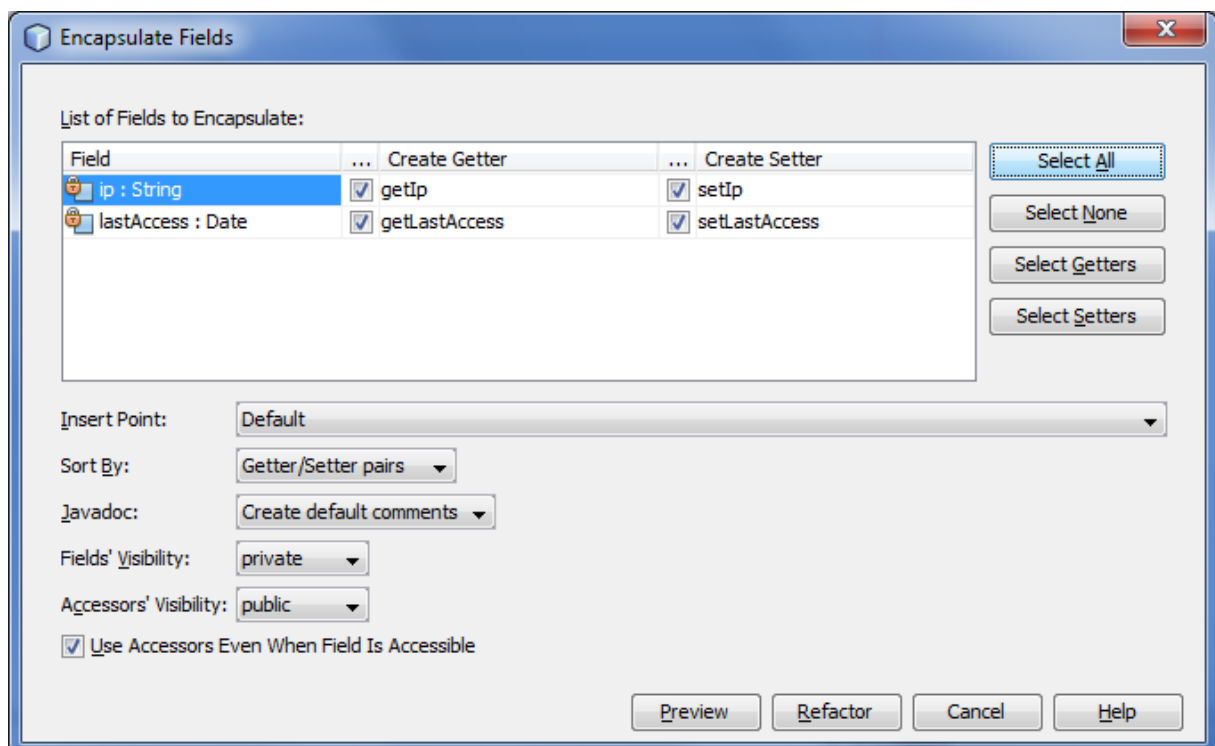 Encapsulate Fields
List of Fields to Encapsulate:
Field ... Create Getter ... Create Setter
ip : String getIp setIp
lastAccess : Date getLastAccess setLastAccess
Select All
Select None
Select Getters
Select Setters
Insert Point: Default
Sort By: Getter/Setter pairs
Javadoc: Create default comments
Fields' Visibility: private
Accessors' Visibility: public
Use Accessors Even When Field Is Accessible
Preview Refactor Cancel Help